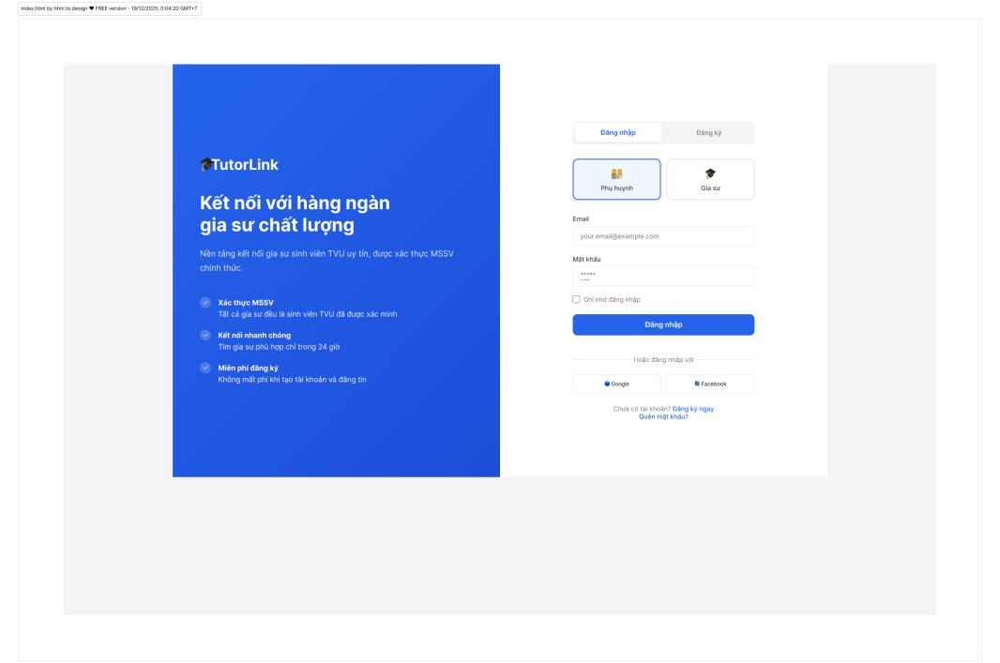 index.html by html.to.design ❤ FREE version - 19/12/2025, 0:04:20 GMT+7
TutorLink
Kết nối với hàng ngàn
gia sư chất lượng
Nền tảng kết nối gia sư sinh viên TVU uy tín, được xác thực MSSV
chính thức.
Xác thực MSSV
Tất cả gia sư đều là sinh viên TVU đã được xác minh
Kết nối nhanh chóng
Tìm gia sư phù hợp chỉ trong 24 giờ
Miễn phí đăng ký
Không mất phí khi tạo tài khoản và đăng tin
Đăng nhập
Đăng ký
Phụ huynh
Gia sư
Email
your.email@example.com
Mật khẩu
•••••
•••
Ghi nhớ đăng nhập
Đăng nhập
Hoặc đăng nhập với
Google
Facebook
Chưa có tài khoản? Đăng ký ngay
Quên mật khẩu?